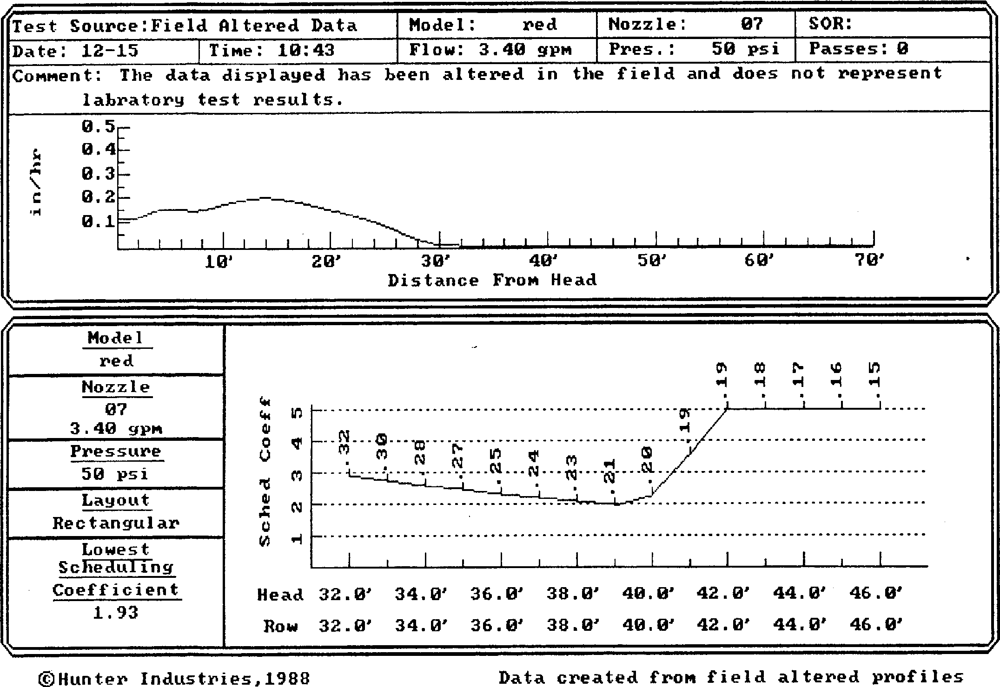 Test Source:Field Altered Data Model: red Nozzle: 07 SOR:
Date: 12-15 Time: 10:43 Flow: 3.40 gpm Pres.: 50 psi Passes: 0
Comment: The data displayed has been altered in the field and does not represent
labratory test results.
0.5
0.4
0.3
0.2
0.1
in/hr
10' 20' 30' 40' 50' 60' 70'
Distance From Head
Model
red
Nozzle
07
3.40 gpm
Pressure
50 psi
Layout
Rectangular
Lowest
Scheduling
Coefficient
1.93
Sched Coeff
5
4
3
2
1
.32 .30 .28 .27 .25 .24 .23 .21 .20 .19 .19 .18 .17 .16 .15
Head 32.0' 34.0' 36.0' 38.0' 40.0' 42.0' 44.0' 46.0'
Row 32.0' 34.0' 36.0' 38.0' 40.0' 42.0' 44.0' 46.0'
©Hunter Industries,1988 Data created from field altered profiles